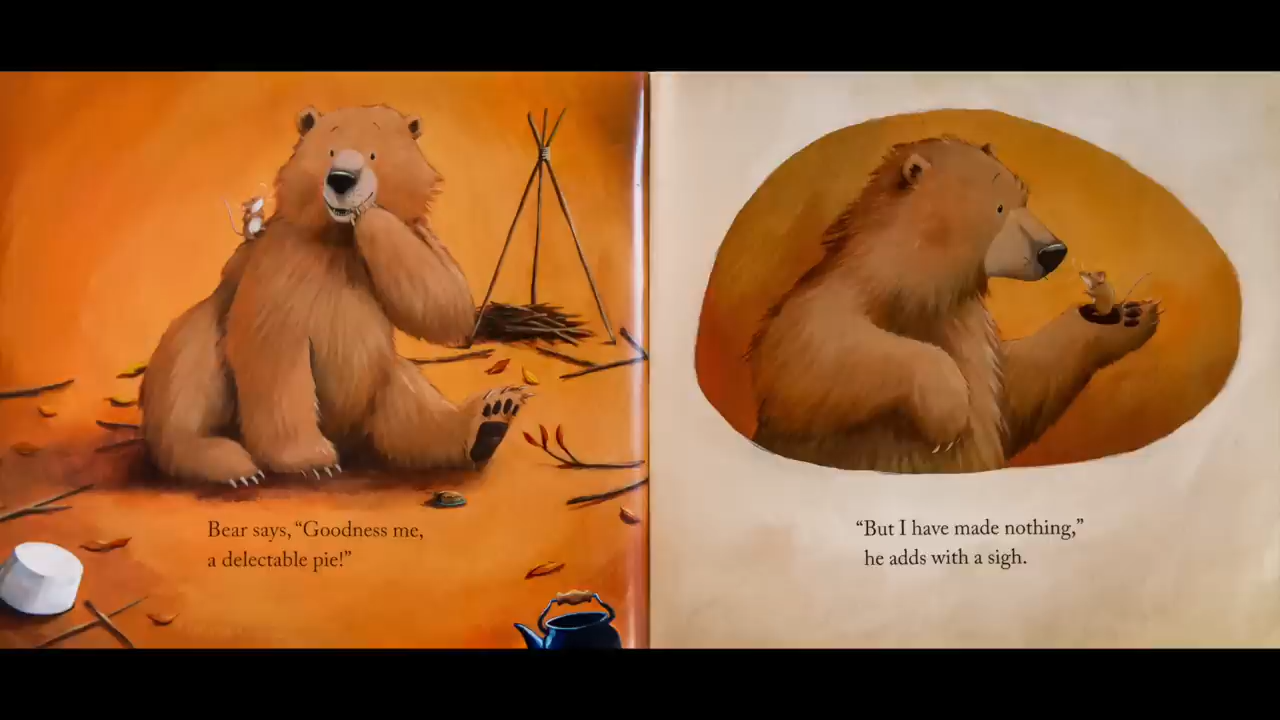 Bear says, “Goodness me,
a delectable pie!”
“But I have made nothing,”
he adds with a sigh.